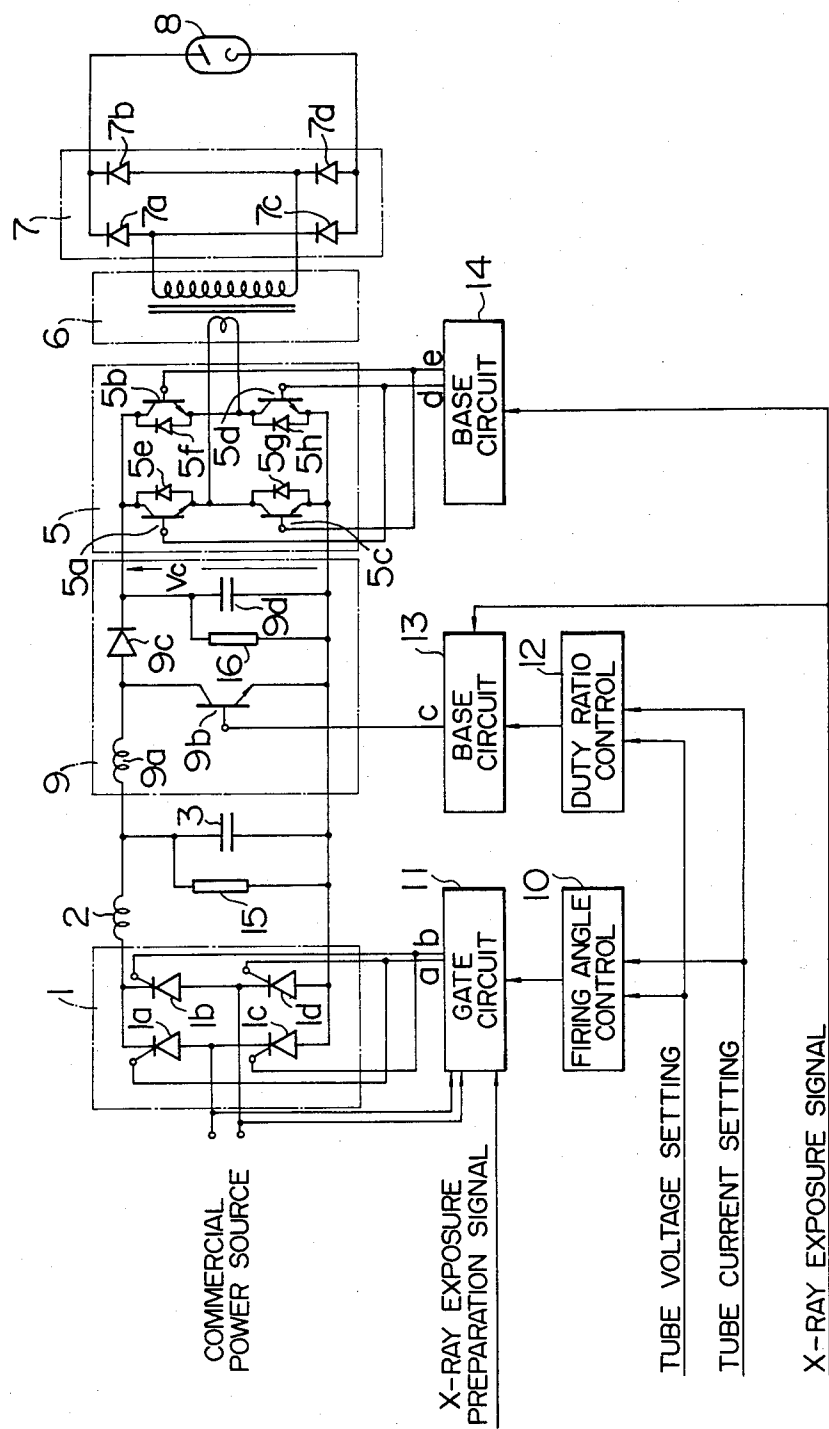 1
1a
1b
1c
1d
2
15
3
9
9a
9b
9c
16
9d
Vc
5
5a
5e
5b
5f
5c
5g
5d
5h
6
7
7a
7b
7c
7d
8
COMMERCIAL
POWER SOURCE
a b
11
GATE
CIRCUIT
c
13
BASE
CIRCUIT
d e
14
BASE
CIRCUIT
X-RAY EXPOSURE
PREPARATION SIGNAL
10
FIRING ANGLE
CONTROL
12
DUTY RATIO
CONTROL
TUBE VOLTAGE SETTING
TUBE CURRENT SETTING
X-RAY EXPOSURE SIGNAL